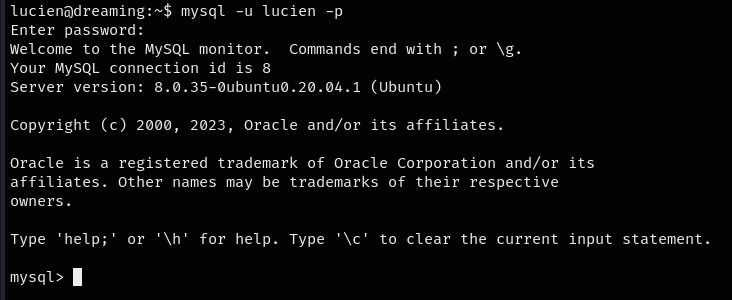 lucien@dreaming:~$ mysql -u lucien -p
Enter password:
Welcome to the MySQL monitor.  Commands end with ; or \g.
Your MySQL connection id is 8
Server version: 8.0.35-0ubuntu0.20.04.1 (Ubuntu)
Copyright (c) 2000, 2023, Oracle and/or its affiliates.
Oracle is a registered trademark of Oracle Corporation and/or its
affiliates. Other names may be trademarks of their respective
owners.
Type 'help;' or '\h' for help. Type '\c' to clear the current input statement.
mysql>